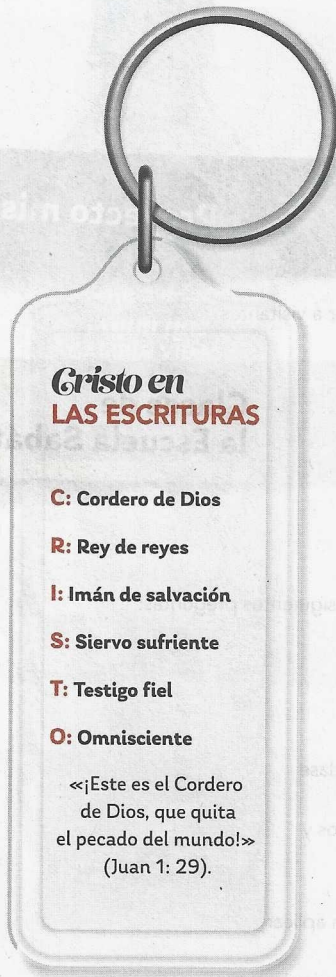 Cristo en
LAS ESCRITURAS
C: Cordero de Dios
R: Rey de reyes
I: Imán de salvación
S: Siervo sufriente
T: Testigo fiel
O: Omnisciente
«¡Este es el Cordero
de Dios, que quita
el pecado del mundo!»
(Juan 1: 29).